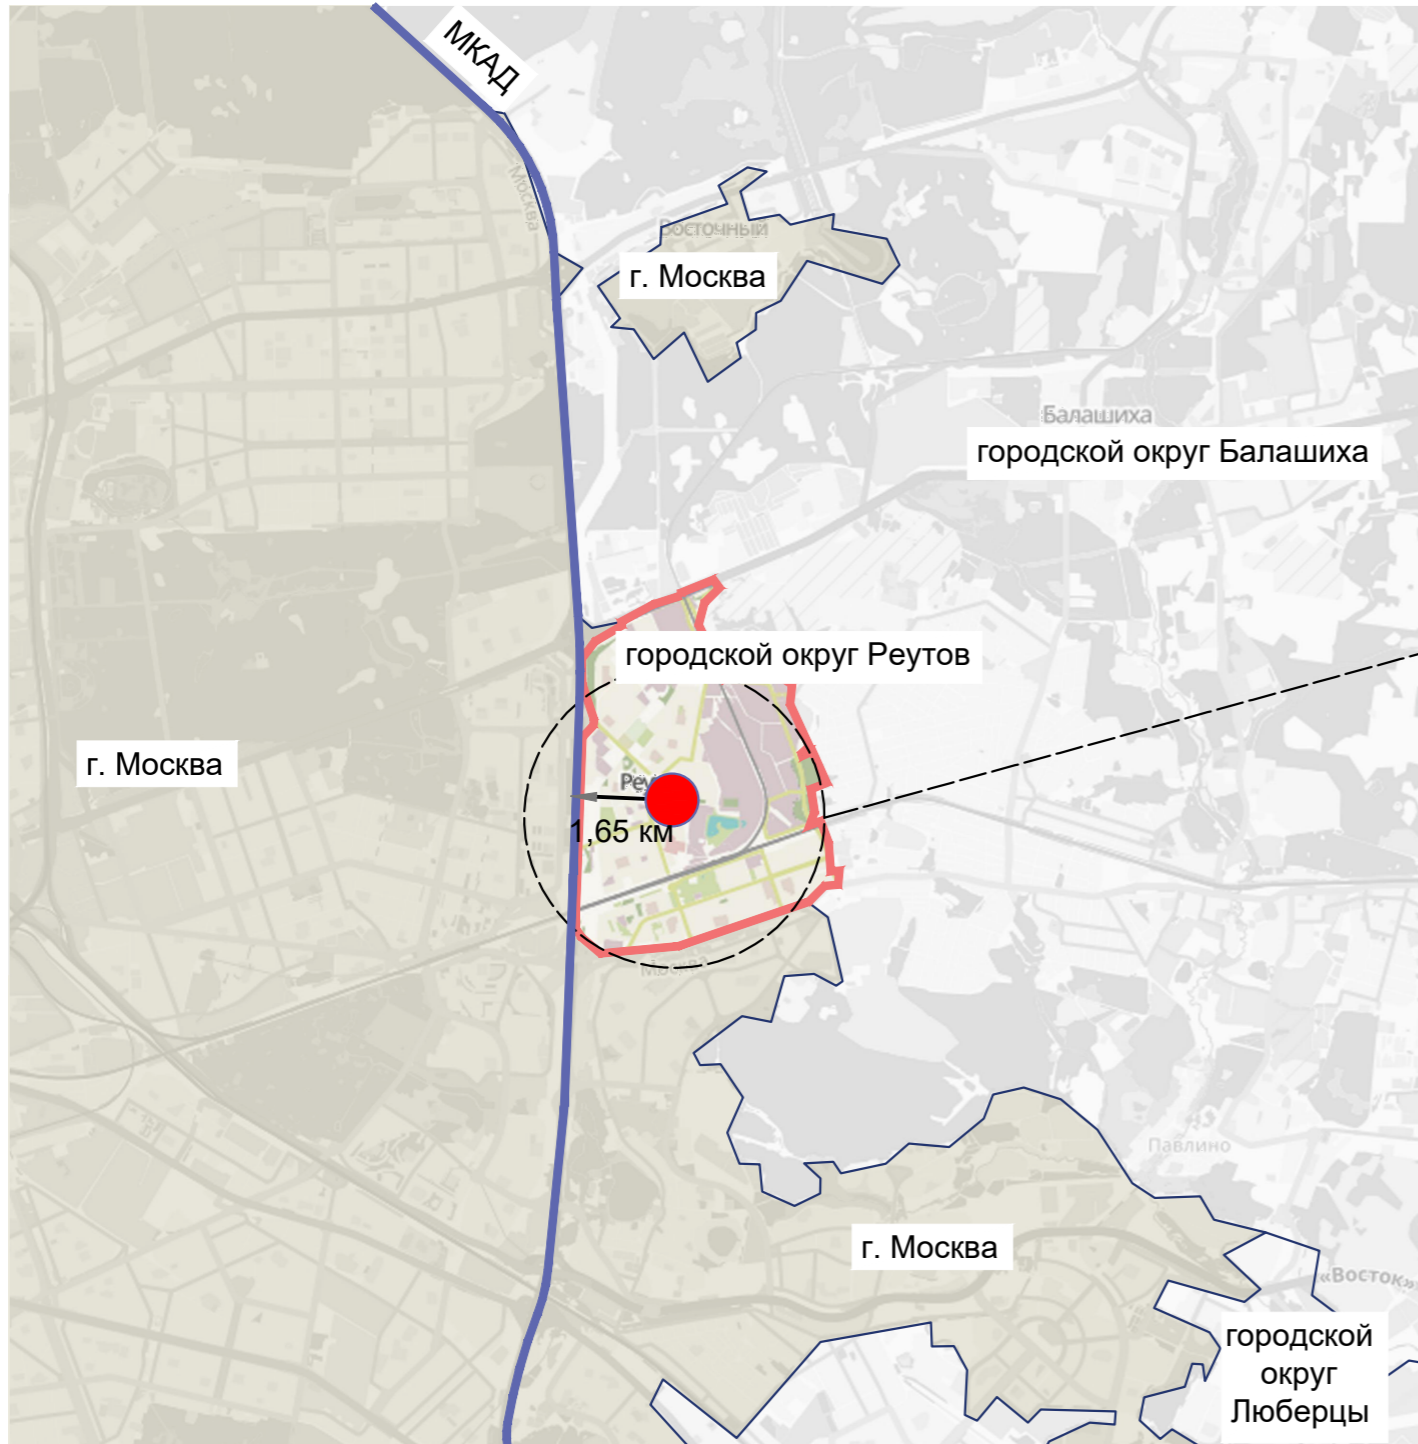 МКАД
Москва
Восточный
г. Москва
Балашиха
городской округ Балашиха
городской округ Реутов
г. Москва
1,65 км
Москва
Павлино
г. Москва
«Восток»
городской
округ
Люберцы